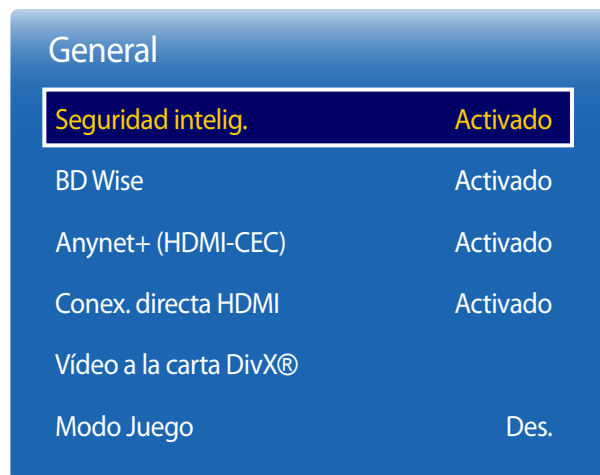 General
Seguridad intelig. Activado
BD Wise Activado
Anynet+ (HDMI-CEC) Activado
Conex. directa HDMI Activado
Vídeo a la carta DivX®
Modo Juego Des.